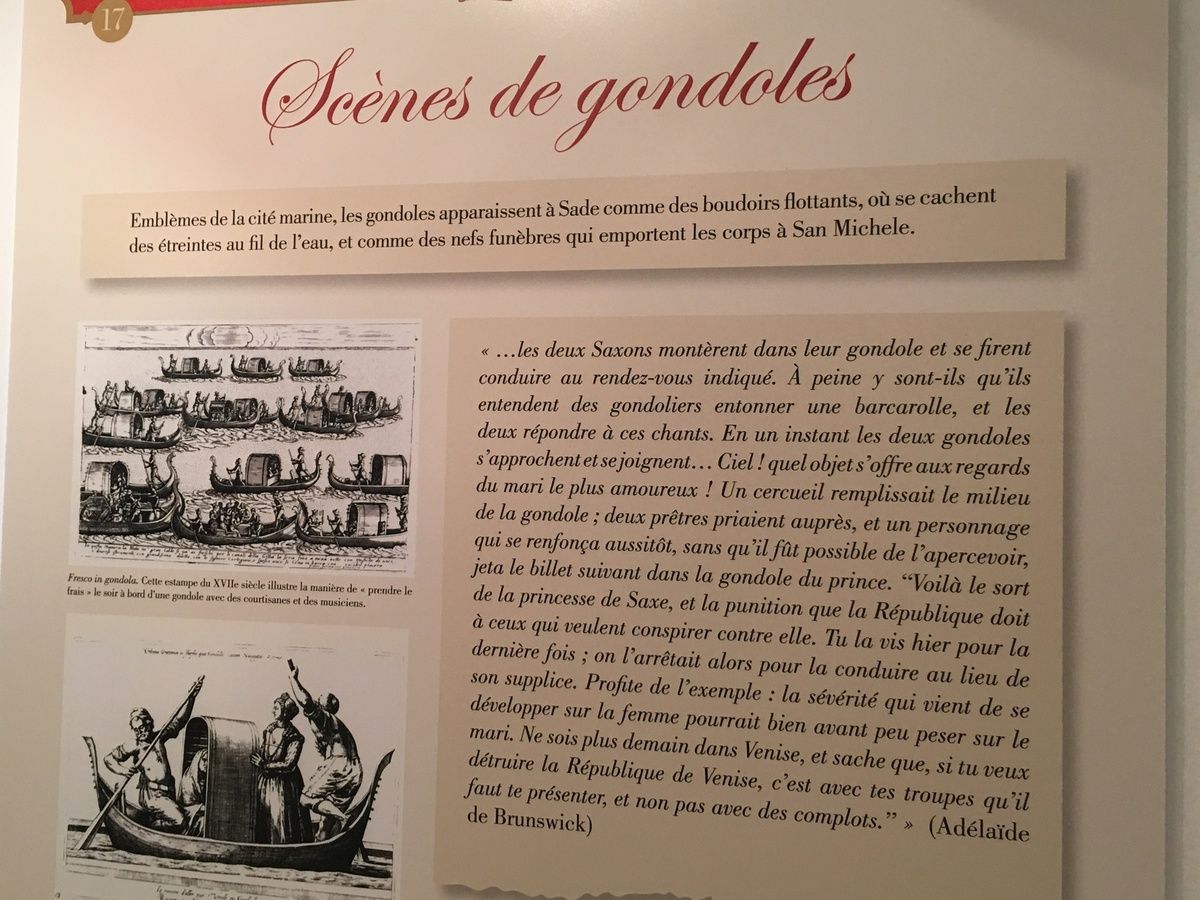 17
Scènes de gondoles
Emblèmes de la cité marine, les gondoles apparaissent à Sade comme des boudoirs flottants, où se cachent
des étreintes au fil de l'eau, et comme des nefs funèbres qui emportent les corps à San Michele.
Fresco in gondola. Cette estampe du XVIIe siècle illustre la manière de « prendre le
frais » le soir à bord d'une gondole avec des courtisanes et des musiciens.
« …les deux Saxons montèrent dans leur gondole et se firent
conduire au rendez-vous indiqué. À peine y sont-ils qu'ils
entendent des gondoliers entonner une barcarolle, et les
deux répondre à ces chants. En un instant les deux gondoles
s'approchent et se joignent… Ciel ! quel objet s'offre aux regards
du mari le plus amoureux ! Un cercueil remplissait le milieu
de la gondole ; deux prêtres priaient auprès, et un personnage
qui se renfonça aussitôt, sans qu'il fût possible de l'apercevoir,
jeta le billet suivant dans la gondole du prince. “Voilà le sort
de la princesse de Saxe, et la punition que la République doit
à ceux qui veulent conspirer contre elle. Tu la vis hier pour la
dernière fois ; on l'arrêtait alors pour la conduire au lieu de
son supplice. Profite de l'exemple : la sévérité qui vient de se
développer sur la femme pourrait bien avant peu peser sur le
mari. Ne sois plus demain dans Venise, et sache que, si tu veux
détruire la République de Venise, c'est avec tes troupes qu'il
faut te présenter, et non pas avec des complots.” » (Adélaïde
de Brunswick)